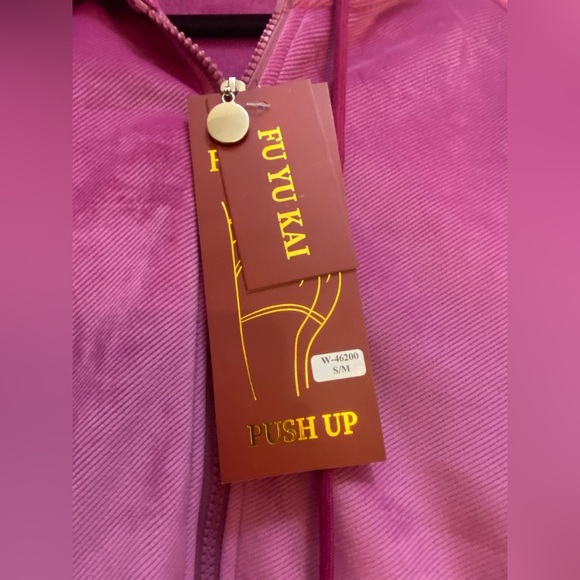 FU YU KAI
W-46200
S/M
PUSH UP